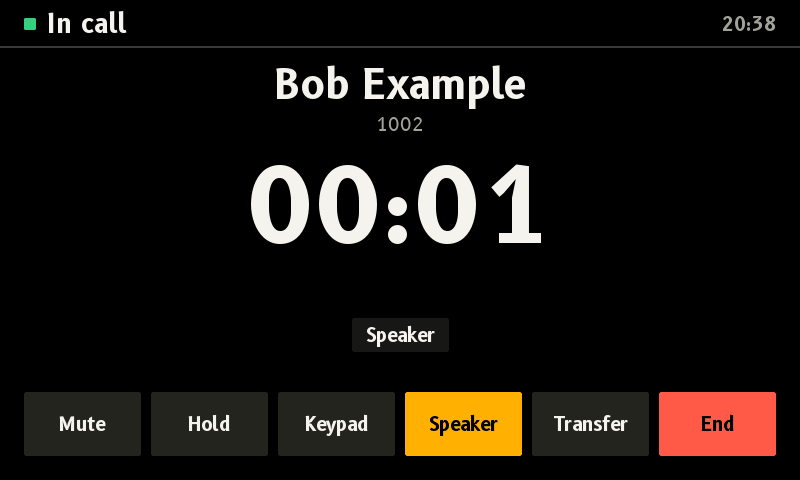 In call
20:38
Bob Example
1002
00:01
Speaker
Mute
Hold
Keypad
Speaker
Transfer
End